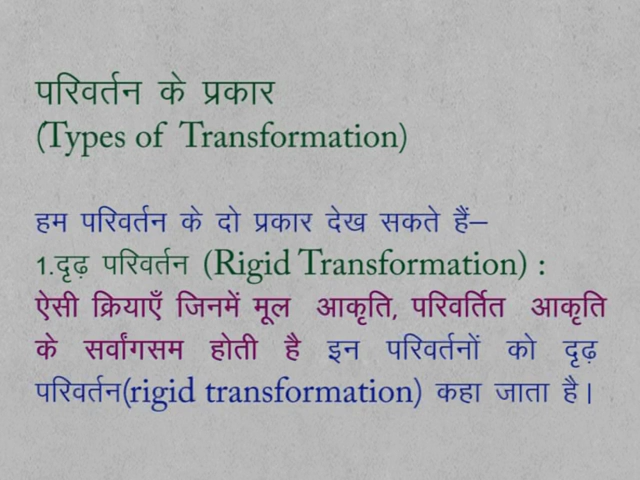 परिवर्तन के प्रकार
(Types of Transformation)
हम परिवर्तन के दो प्रकार देख सकते हैं–
1.दृढ़ परिवर्तन (Rigid Transformation) :
ऐसी क्रियाएँ जिनमें मूल आकृति, परिवर्तित आकृति
के सर्वांगसम होती है इन परिवर्तनों को दृढ़
परिवर्तन(rigid transformation) कहा जाता है।